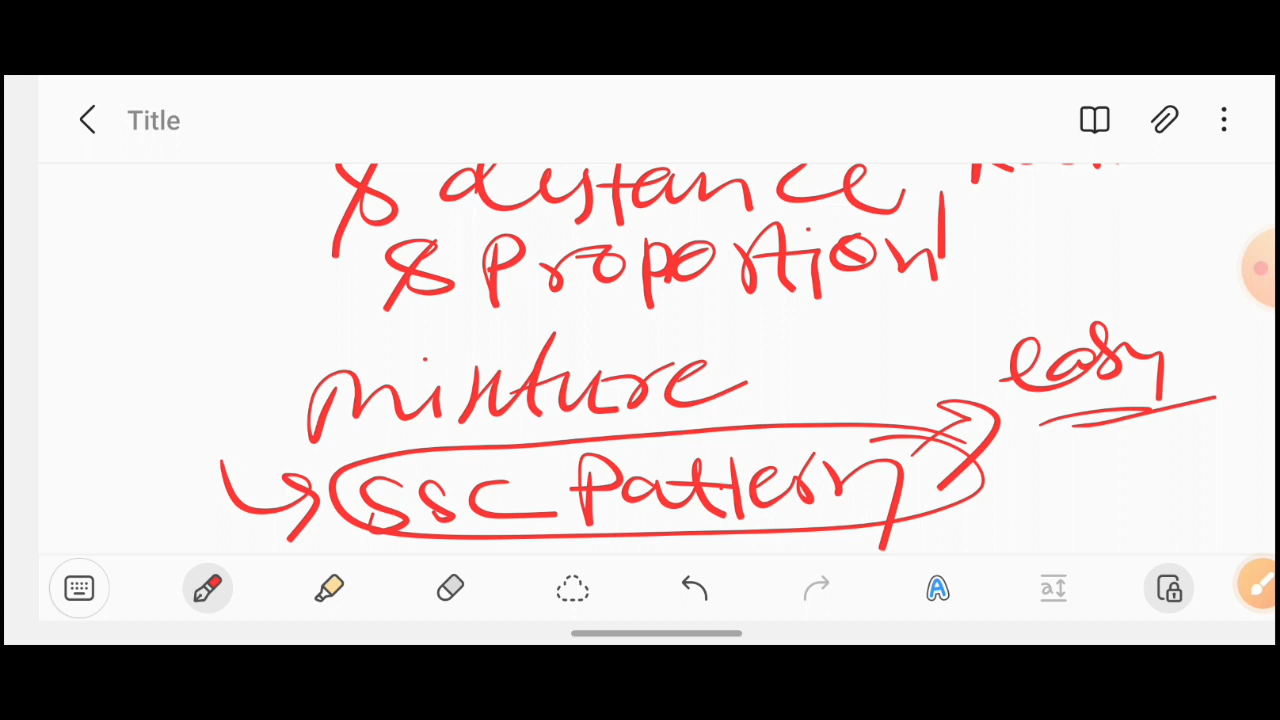 Title
& distance,
& Proportion
mixture
easy
SSC Pattern